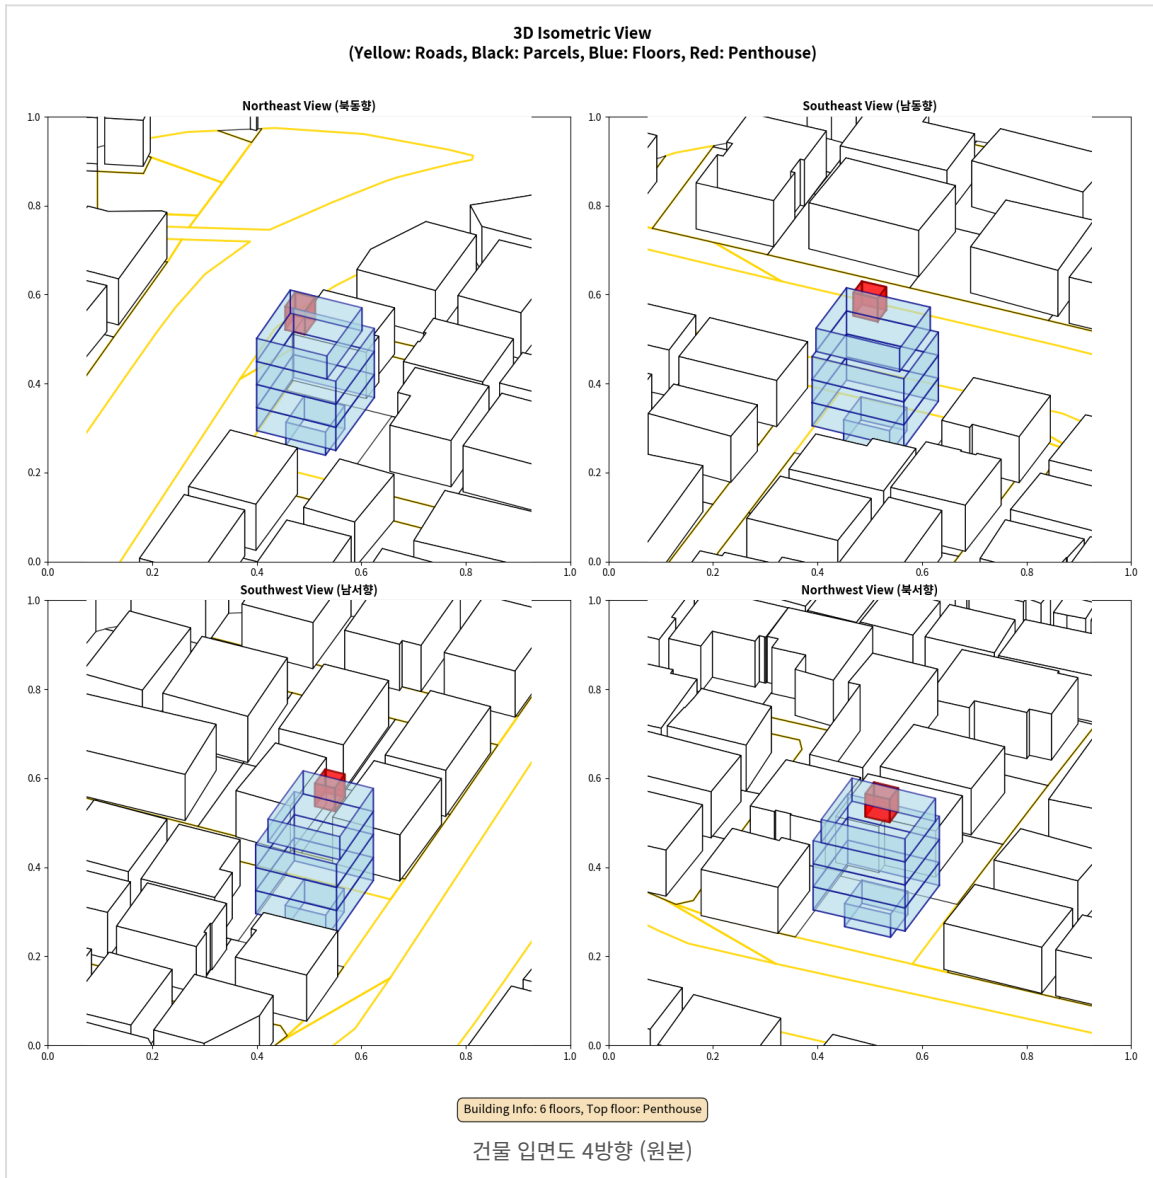 3D Isometric View
(Yellow: Roads, Black: Parcels, Blue: Floors, Red: Penthouse)
Northeast View (북동향)
1.0
0.8
0.6
0.4
0.2
0.0
0.0 0.2 0.4 0.6 0.8 1.0
Southeast View (남동향)
1.0
0.8
0.6
0.4
0.2
0.0
0.0 0.2 0.4 0.6 0.8 1.0
Southwest View (남서향)
1.0
0.8
0.6
0.4
0.2
0.0
0.0 0.2 0.4 0.6 0.8 1.0
Northwest View (북서향)
1.0
0.8
0.6
0.4
0.2
0.0
0.0 0.2 0.4 0.6 0.8 1.0
Building Info: 6 floors, Top floor: Penthouse
건물 입면도 4방향 (원본)